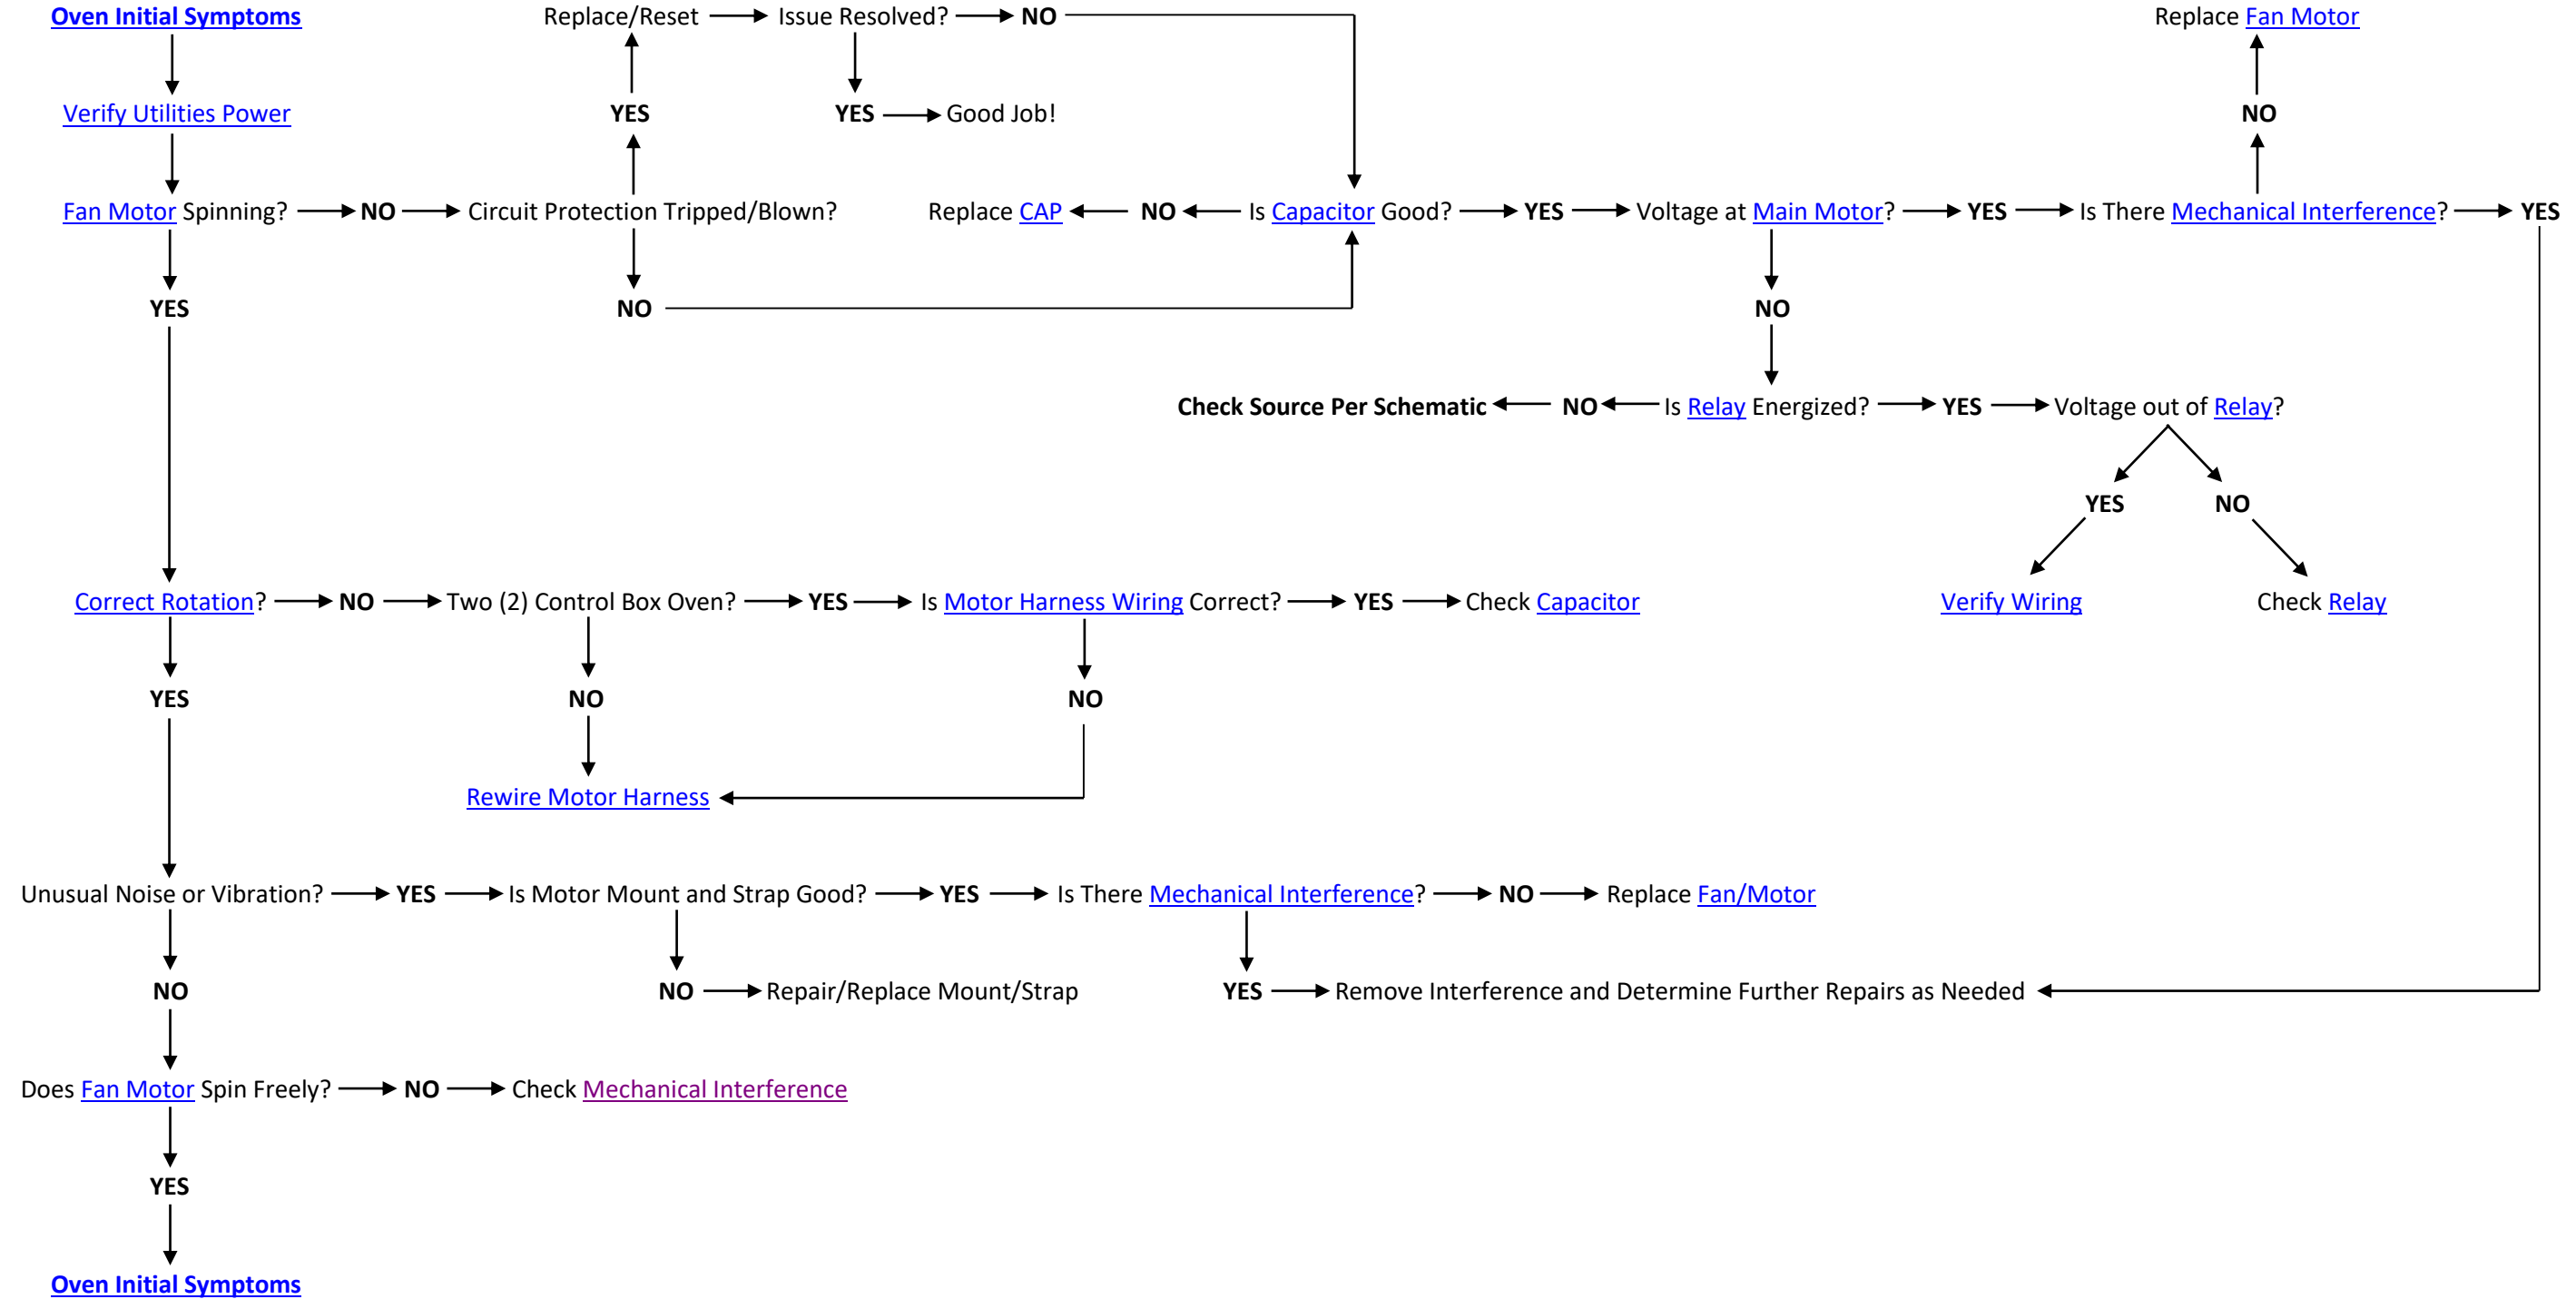 Oven Initial Symptoms
Replace/Reset
Issue Resolved?
NO
Replace Fan Motor
Verify Utilities Power
YES
YES
Good Job!
NO
Fan Motor Spinning?
NO
Circuit Protection Tripped/Blown?
Replace CAP
NO
Is Capacitor Good?
YES
Voltage at Main Motor?
YES
Is There Mechanical Interference?
YES
YES
NO
NO
Check Source Per Schematic
NO
Is Relay Energized?
YES
Voltage out of Relay?
YES
NO
Correct Rotation?
NO
Two (2) Control Box Oven?
YES
Is Motor Harness Wiring Correct?
YES
Check Capacitor
Verify Wiring
Check Relay
YES
NO
NO
Rewire Motor Harness
Unusual Noise or Vibration?
YES
Is Motor Mount and Strap Good?
YES
Is There Mechanical Interference?
NO
Replace Fan/Motor
NO
NO
Repair/Replace Mount/Strap
YES
Remove Interference and Determine Further Repairs as Needed
Does Fan Motor Spin Freely?
NO
Check Mechanical Interference
YES
Oven Initial Symptoms